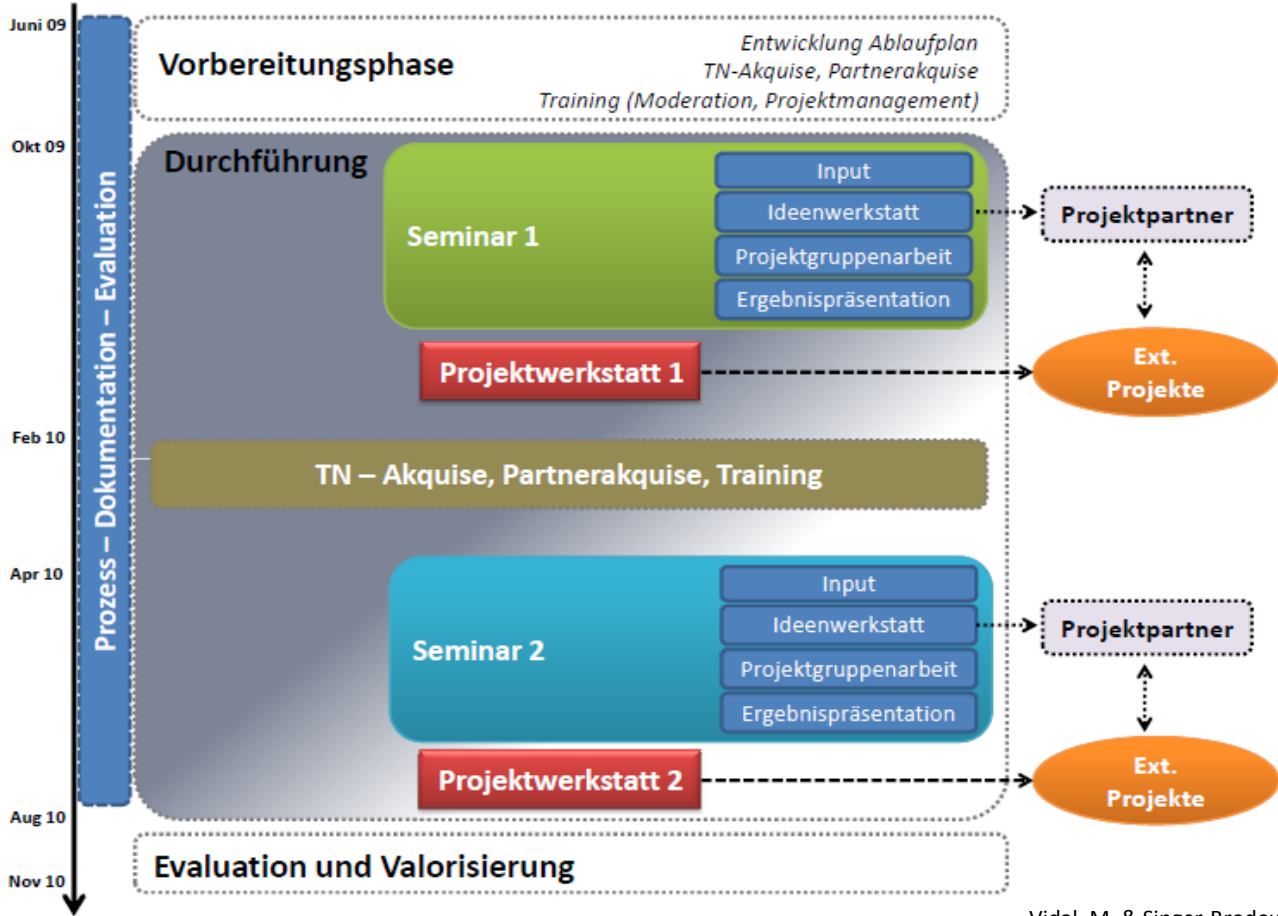 Juni 09
Vorbereitungsphase
Entwicklung Ablaufplan
TN-Akquise, Partnerakquise
Training (Moderation, Projektmanagement)
Okt 09
Prozess – Dokumentation – Evaluation
Durchführung
Seminar 1
Input
Ideenwerkstatt
Projektgruppenarbeit
Ergebnispräsentation
Projektpartner
Projektwerkstatt 1
Ext.
Projekte
Feb 10
TN – Akquise, Partnerakquise, Training
Apr 10
Seminar 2
Input
Ideenwerkstatt
Projektgruppenarbeit
Ergebnispräsentation
Projektpartner
Projektwerkstatt 2
Ext.
Projekte
Aug 10
Evaluation und Valorisierung
Nov 10
Vidal, M. & Singer